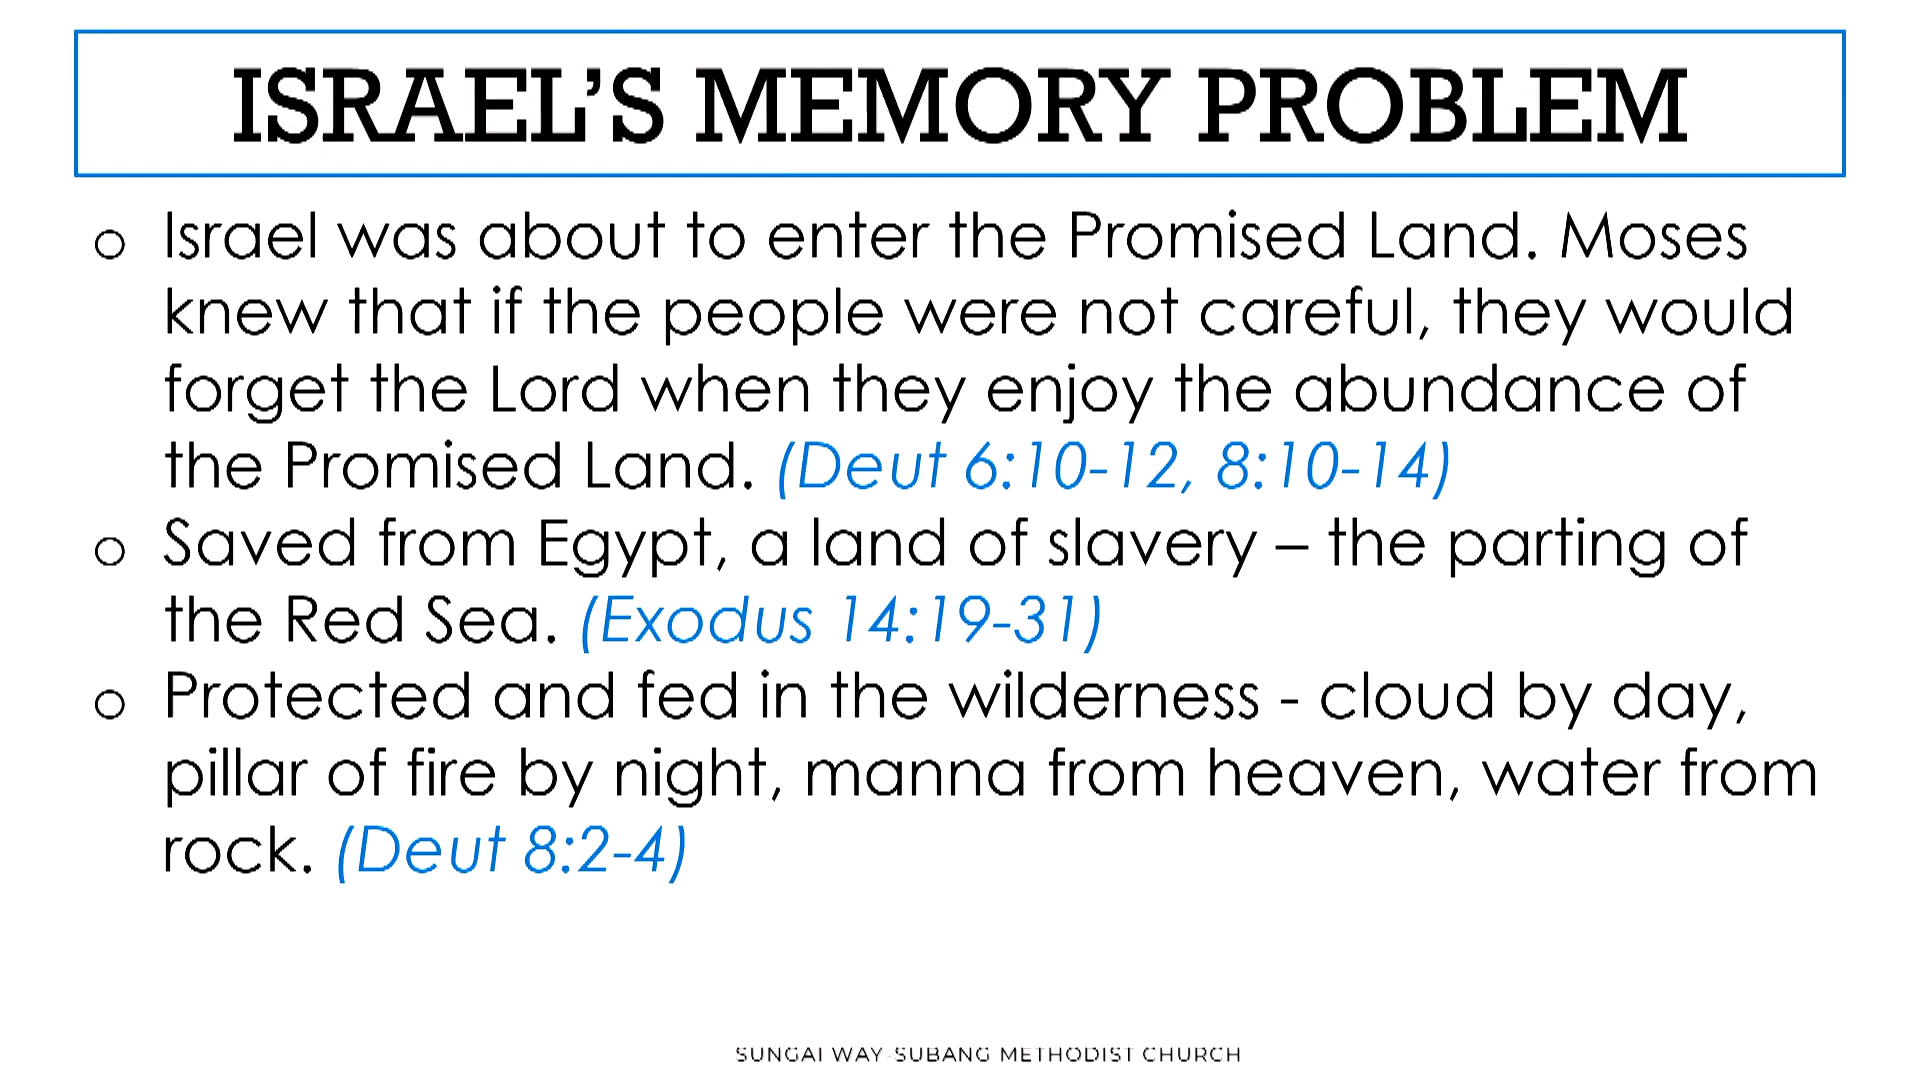 ISRAEL’S MEMORY PROBLEM
o Israel was about to enter the Promised Land. Moses
knew that if the people were not careful, they would
forget the Lord when they enjoy the abundance of
the Promised Land. (Deut 6:10-12, 8:10-14)
o Saved from Egypt, a land of slavery – the parting of
the Red Sea. (Exodus 14:19-31)
o Protected and fed in the wilderness - cloud by day,
pillar of fire by night, manna from heaven, water from
rock. (Deut 8:2-4)
SUNGAI WAY-SUBANG METHODIST CHURCH